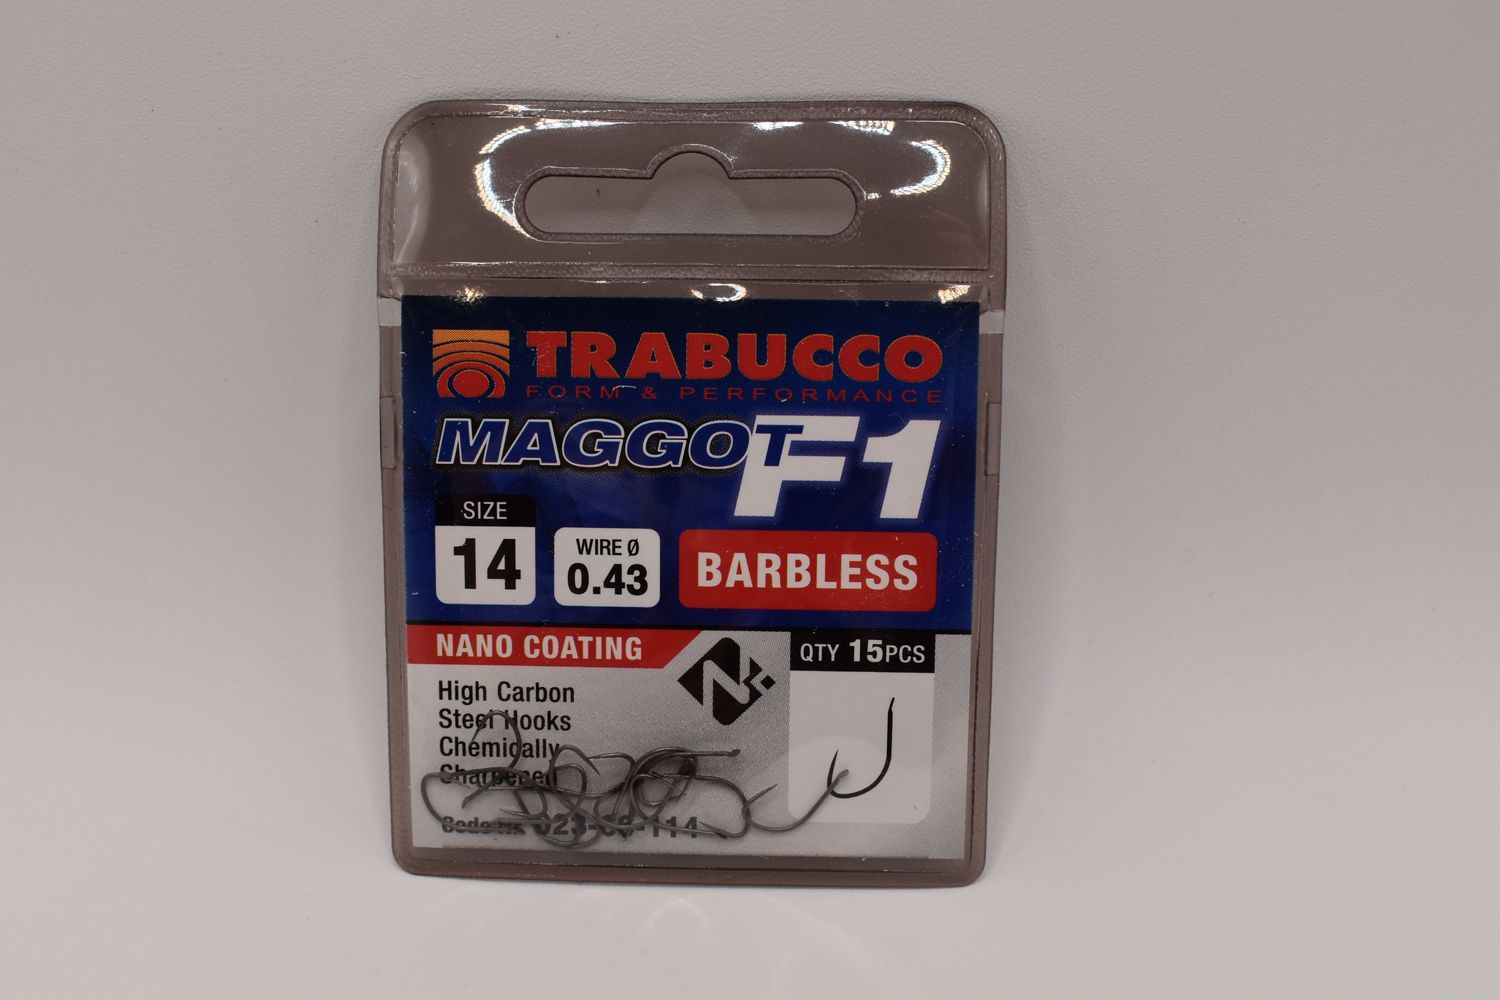 TRABUCCO
FORM & PERFORMANCE
MAGGOT F1
SIZE
14
WIRE Ø
0.43
BARBLESS
NANO COATING
QTY 15PCS
High Carbon
Steel Hooks
Chemically
Sharpened